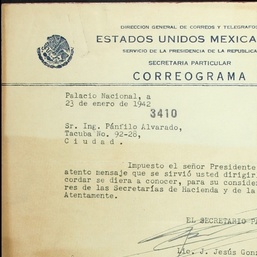 DIRECCION GENERAL DE CORREOS Y TELEGRAFOS
ESTADOS UNIDOS MEXICA
SERVICIO DE LA PRESIDENCIA DE LA REPUBLICA
SECRETARIA PARTICULAR
CORREOGRAMA
Palacio Nacional, a
23 de enero de 1942
3410
Sr. Ing. Pánfilo Alvarado,
Tacuba No. 92-28,
C i u d a d .
Impuesto el señor Presidente
atento mensaje que se sirvió usted dirigir
cordar se diera a conocer, para su conside
res de las Secretarías de Hacienda y de la
Atentamente.
EL SECRETARIO PA
Lic. J. Jesús Gonz